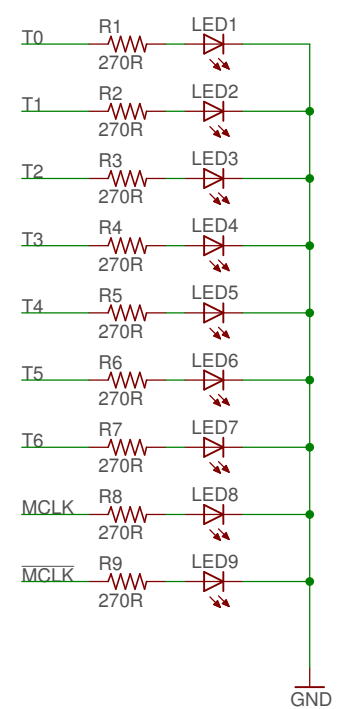 R1 LED1
T0
270R
R2 LED2
T1
270R
R3 LED3
T2
270R
R4 LED4
T3
270R
R5 LED5
T4
270R
R6 LED6
T5
270R
R7 LED7
T6
270R
R8 LED8
MCLK
270R
R9 LED9
M̅C̅L̅K̅
270R
GND